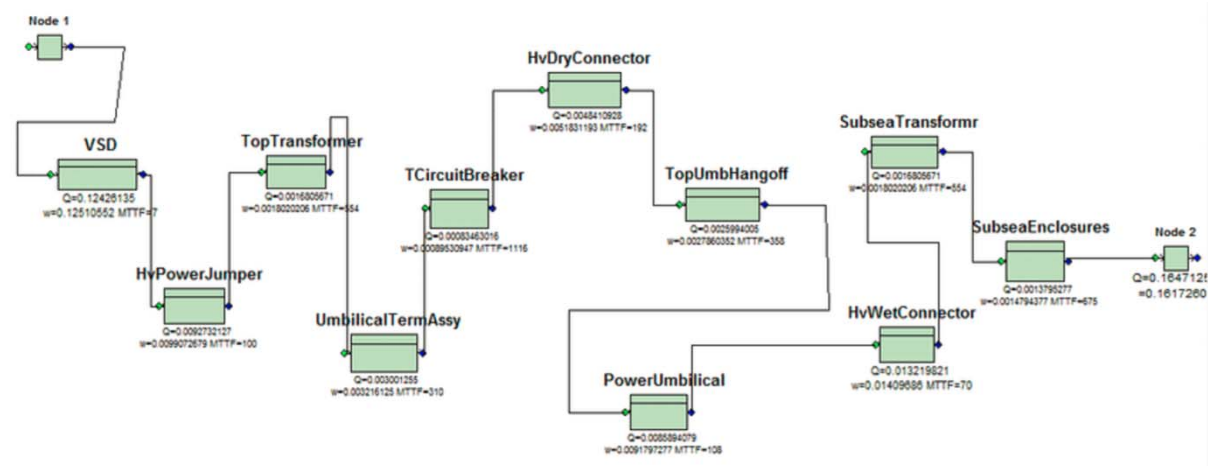 Node 1
VSD
Q=0.12426135
w=0.12510552 MTTF=7
HvPowerJumper
Q=0.0092732127
w=0.0099072679 MTTF=100
TopTransformer
Q=0.0016805671
w=0.0018020206 MTTF=554
UmbilicalTermAssy
Q=0.003001255
w=0.003216125 MTTF=310
TCircuitBreaker
Q=0.00083463016
w=0.00089530947 MTTF=1116
HvDryConnector
Q=0.0048410928
w=0.0051831193 MTTF=192
TopUmbHangoff
Q=0.0025994005
w=0.0027860352 MTTF=358
PowerUmbilical
Q=0.0085894079
w=0.0091797277 MTTF=108
HvWetConnector
Q=0.013219821
w=0.01409686 MTTF=70
SubseaTransformr
Q=0.0016805671
w=0.0018020206 MTTF=554
SubseaEnclosures
Q=0.0013795277
w=0.0014794377 MTTF=675
Node 2
Q=0.1647125
=0.1617260